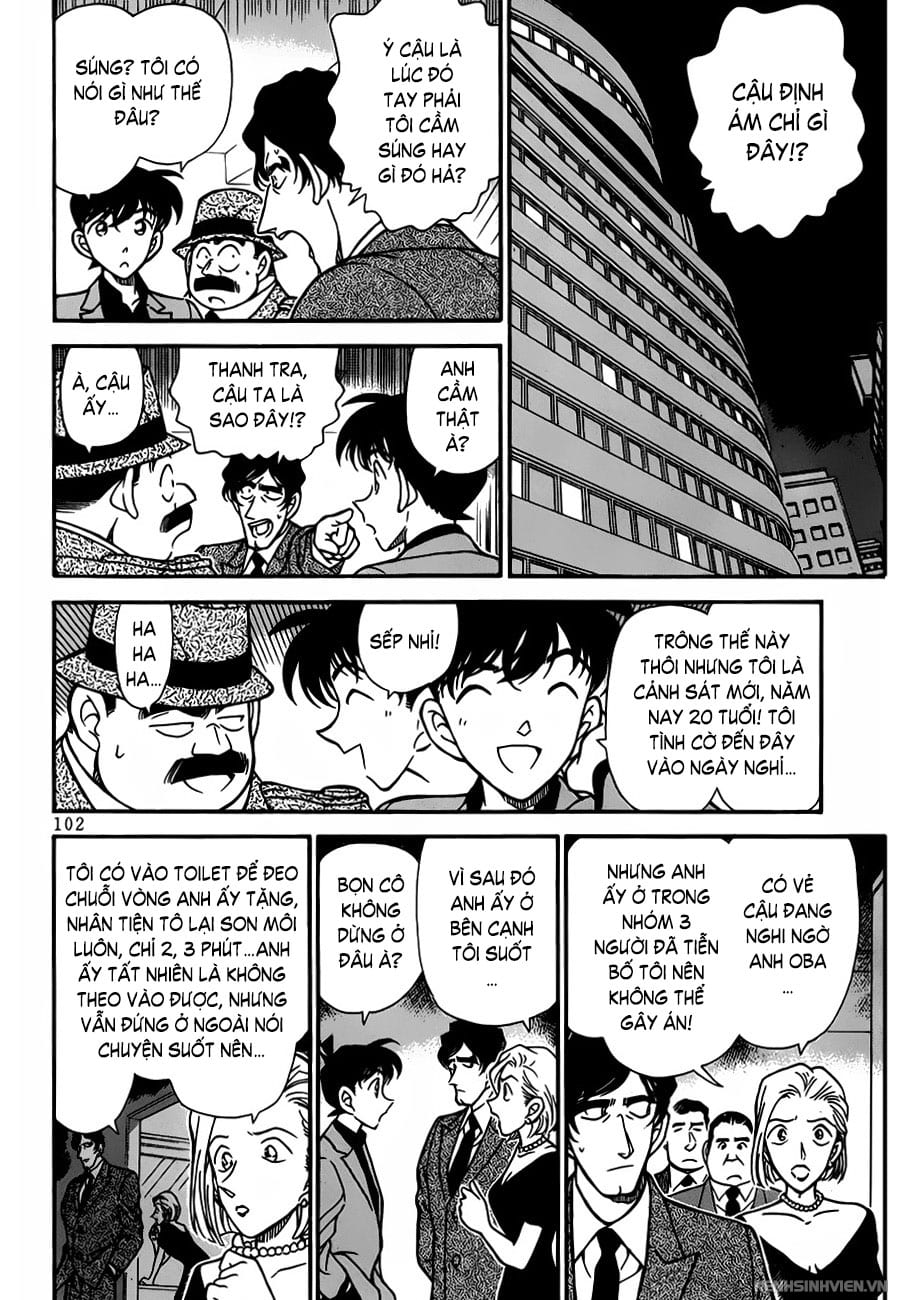 CẬU ĐỊNH
ÁM CHỈ GÌ
ĐÂY!?
Ý CẬU LÀ
LÚC ĐÓ
TAY PHẢI
TÔI CẦM
SÚNG HAY
GÌ ĐÓ HẢ?
SÚNG? TÔI CÓ
NÓI GÌ NHƯ THẾ
ĐÂU?
ANH
CẦM
THẬT
À?
THANH TRA,
CẬU TA LÀ
SAO ĐÂY!?
À, CẬU
ẤY...
TRÔNG THẾ NÀY
THÔI NHƯNG TÔI LÀ
CẢNH SÁT MỚI, NĂM
NAY 20 TUỔI! TÔI
TÌNH CỜ ĐẾN ĐÂY
VÀO NGÀY NGHỈ...
SẾP NHỈ!
HA
HA
HA...
102
CÓ VẺ
CẬU ĐANG
NGHI NGỜ
ANH OBA
...
NHƯNG ANH
ẤY Ở TRONG
NHÓM 3
NGƯỜI ĐÃ TIỄN
BỐ TÔI NÊN
KHÔNG THỂ
GÂY ÁN!
VÌ SAU ĐÓ
ANH ẤY Ở
BÊN CẠNH
TÔI SUỐT
...
BỌN CÔ
KHÔNG
DỪNG Ở
ĐÂU À?
TÔI CÓ VÀO TOILET ĐỂ ĐEO
CHUỖI VÒNG ANH ẤY TẶNG,
NHÂN TIỆN TÔ LẠI SON MÔI
LUÔN, CHỈ 2, 3 PHÚT...ANH
ẤY TẤT NHIÊN LÀ KHÔNG
THEO VÀO ĐƯỢC, NHƯNG
VẪN ĐỨNG Ở NGOÀI NÓI
CHUYỆN SUỐT NÊN...
KENHSINHVIEN.VN